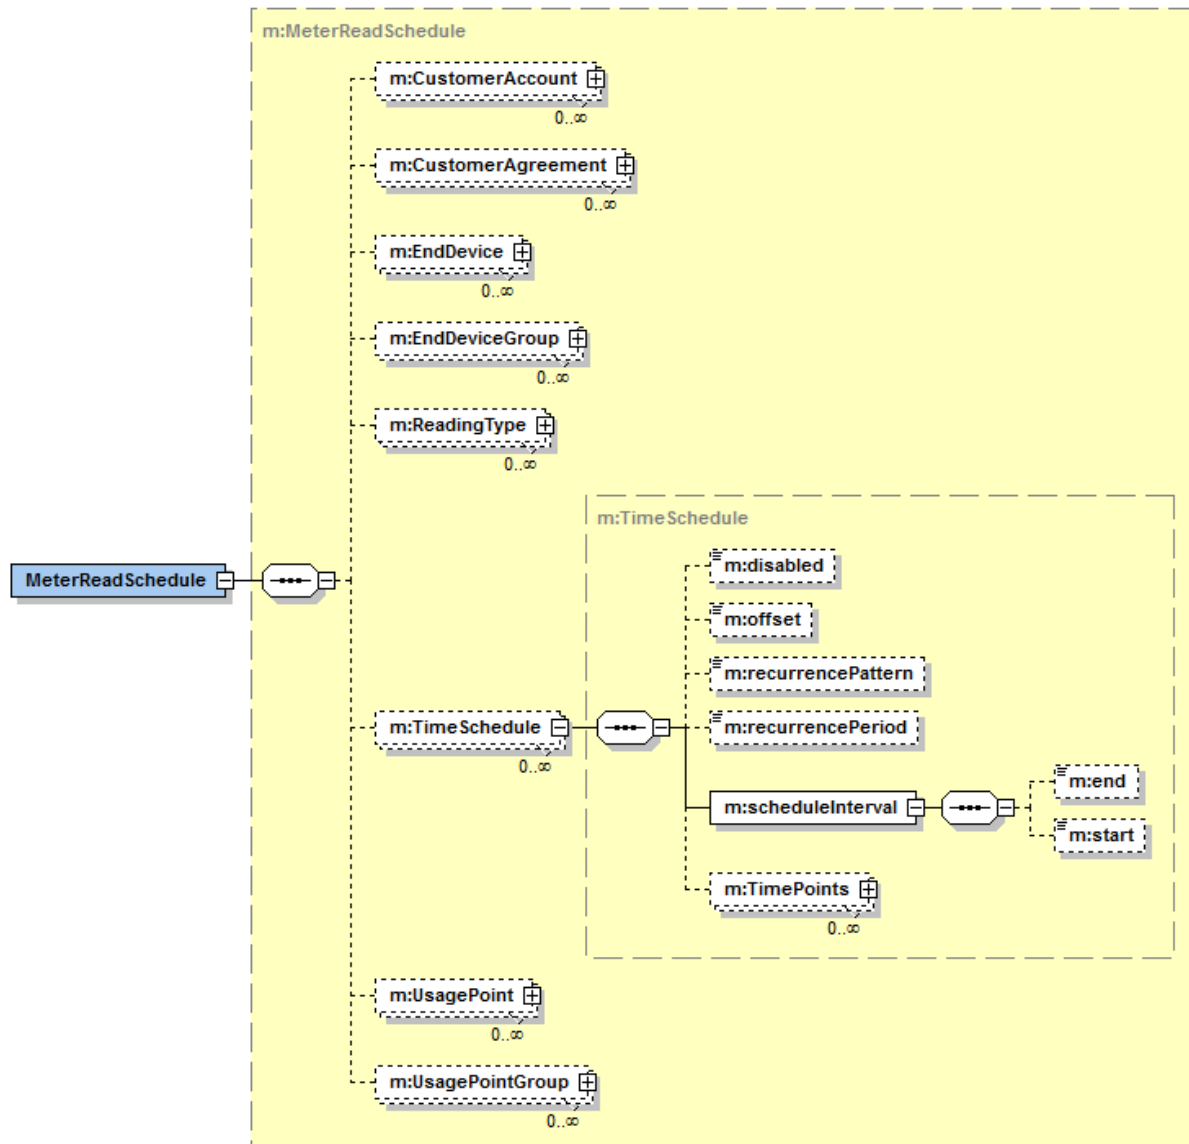 m:MeterReadSchedule
m:CustomerAccount
0..∞
m:CustomerAgreement
0..∞
m:EndDevice
0..∞
m:EndDeviceGroup
0..∞
m:ReadingType
0..∞
m:TimeSchedule
m:disabled
MeterReadSchedule
m:offset
m:recurrencePattern
m:TimeSchedule
0..∞
m:recurrencePeriod
m:end
m:scheduleInterval
m:start
m:TimePoints
0..∞
m:UsagePoint
0..∞
m:UsagePointGroup
0..∞